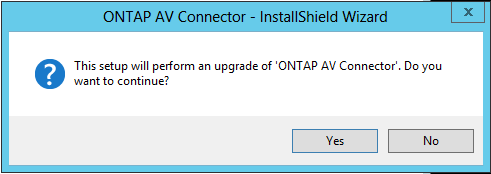 ONTAP AV Connector - InstallShield Wizard
x
This setup will perform an upgrade of 'ONTAP AV Connector'. Do you
want to continue?
Yes
No